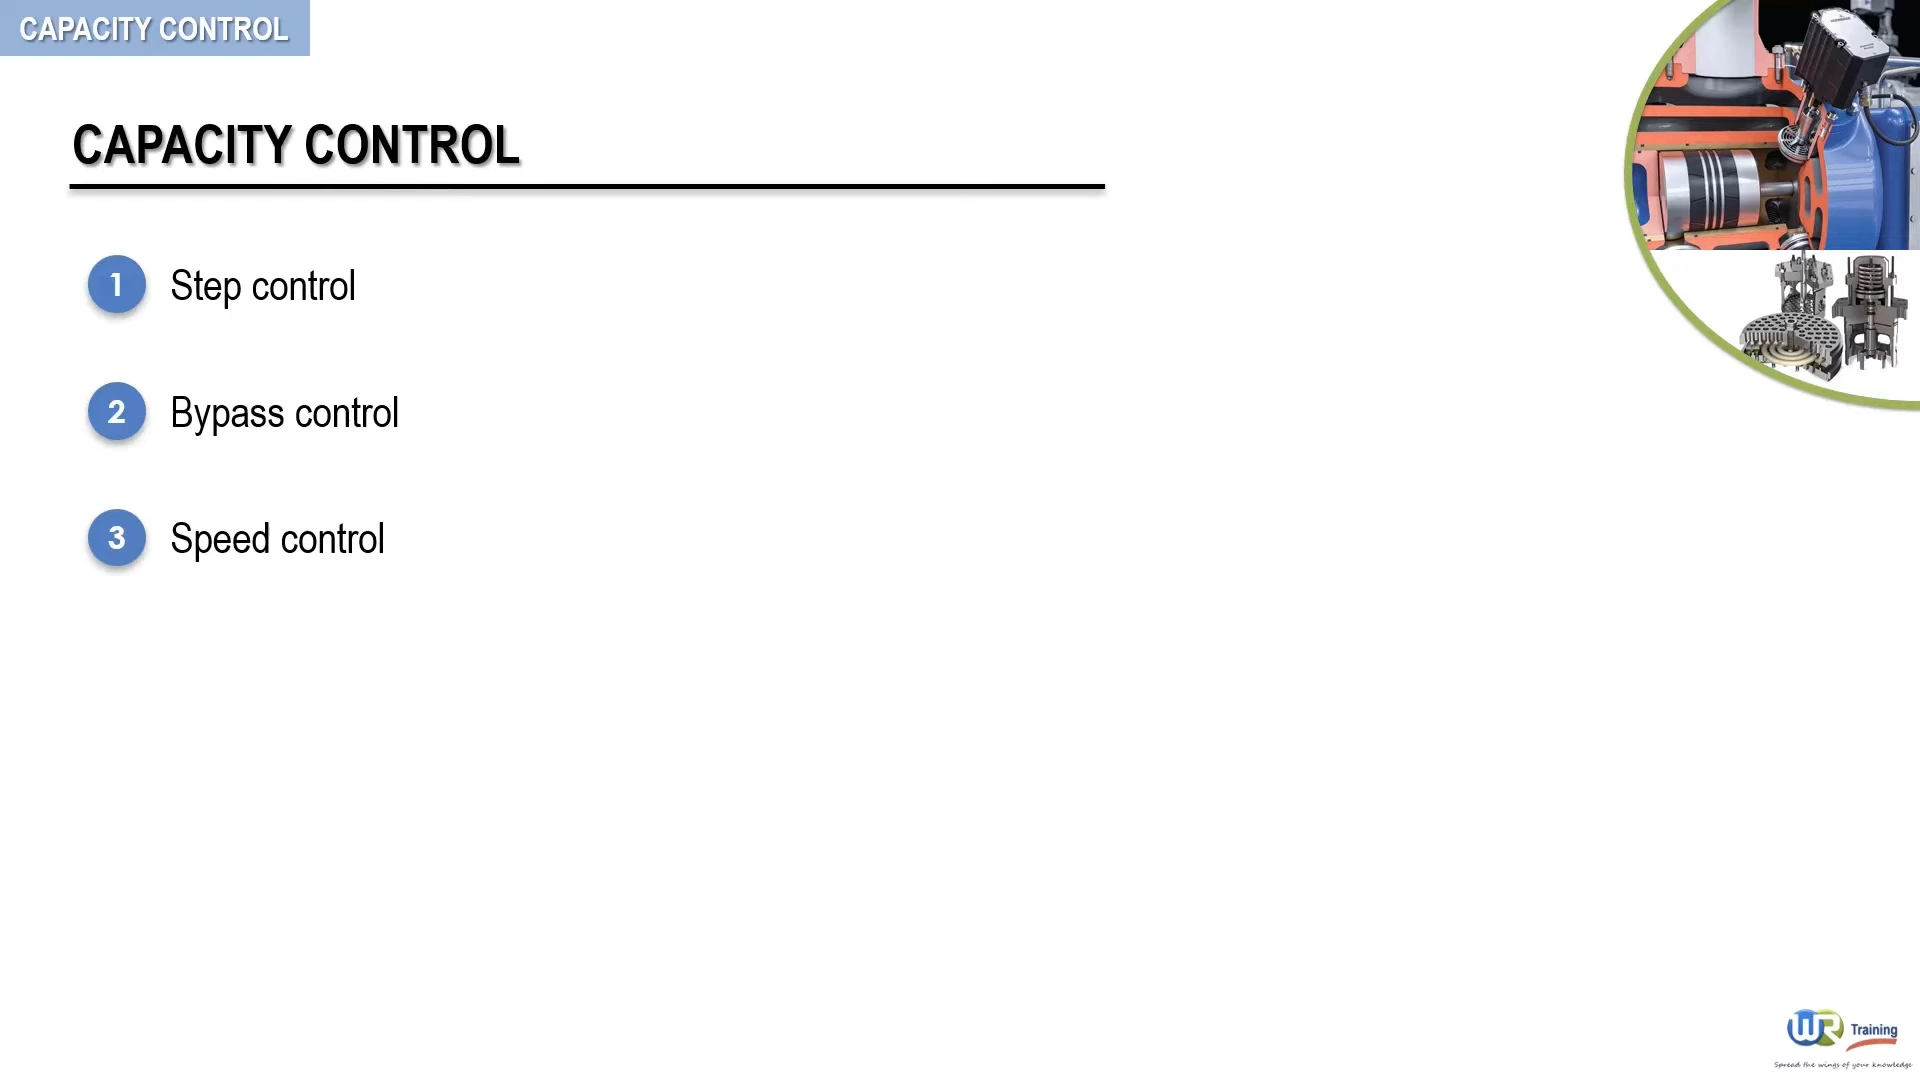 CAPACITY CONTROL
CAPACITY CONTROL
1 Step control
2 Bypass control
3 Speed control
WR Training
Spread the wings of your knowledge